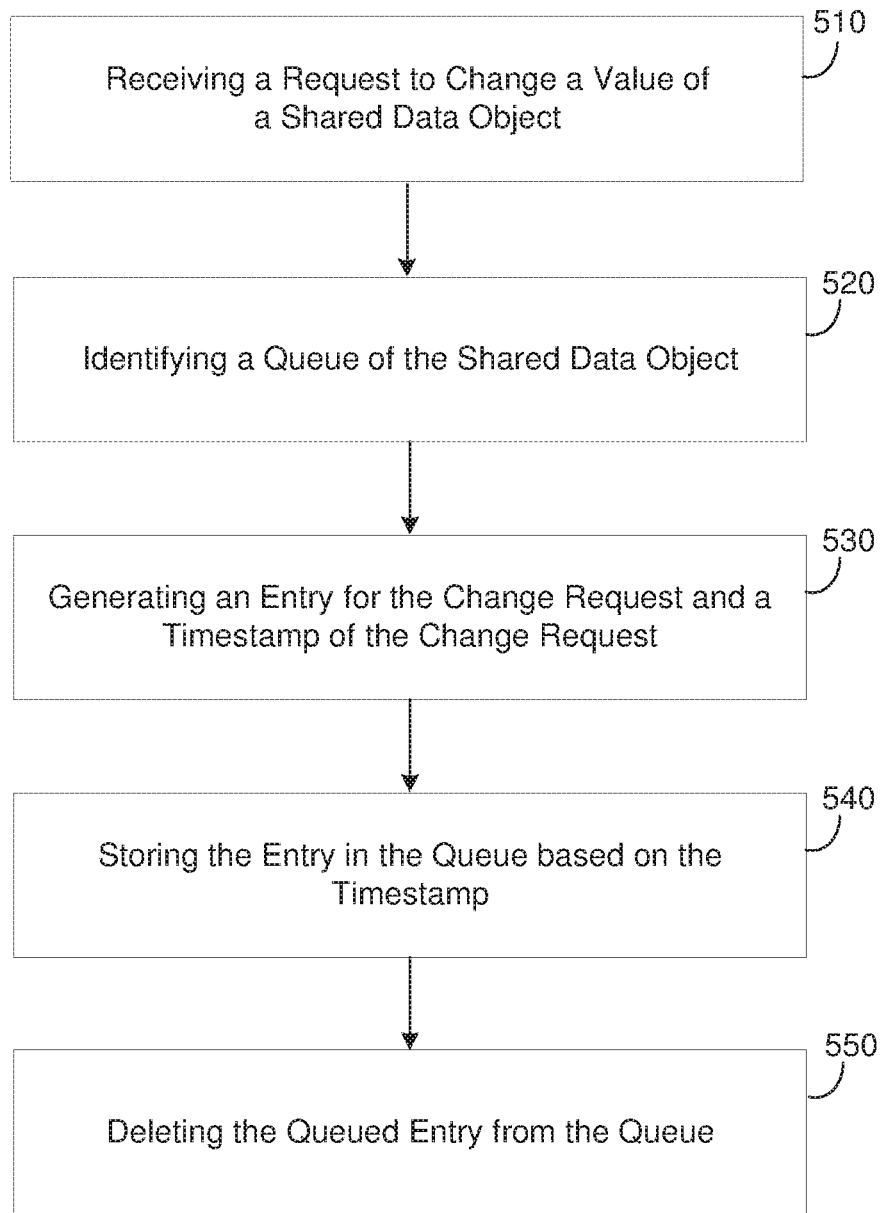 510
Receiving a Request to Change a Value of
a Shared Data Object
520
Identifying a Queue of the Shared Data Object
530
Generating an Entry for the Change Request and a
Timestamp of the Change Request
540
Storing the Entry in the Queue based on the
Timestamp
550
Deleting the Queued Entry from the Queue